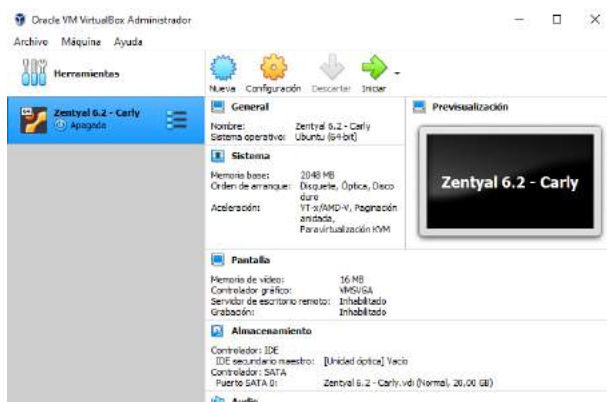 Oracle VM VirtualBox Administrador
Archivo Máquina Ayuda
Herramientas
Nueva Configuración Descartar Iniciar
Zentyal 6.2 - Carly
Apagada
General
Nombre: Zentyal 6.2 - Carly
Sistema operativo: Ubuntu (64-bit)
Sistema
Memoria base: 2048 MB
Orden de arranque: Disquete, Óptica, Disco
duro
Aceleración: VT-x/AMD-V, Paginación
anidada,
Paravirtualización KVM
Pantalla
Memoria de vídeo: 16 MB
Controlador gráfico: VMSVGA
Servidor de escritorio remoto: Inhabilitado
Grabación: Inhabilitado
Almacenamiento
Controlador: IDE
IDE secundario maestro: [Unidad óptica] Vacío
Controlador: SATA
Puerto SATA 0: Zentyal 6.2 - Carly.vdi (Normal, 20,00 GB)
Audio
Previsualización
Zentyal 6.2 - Carly